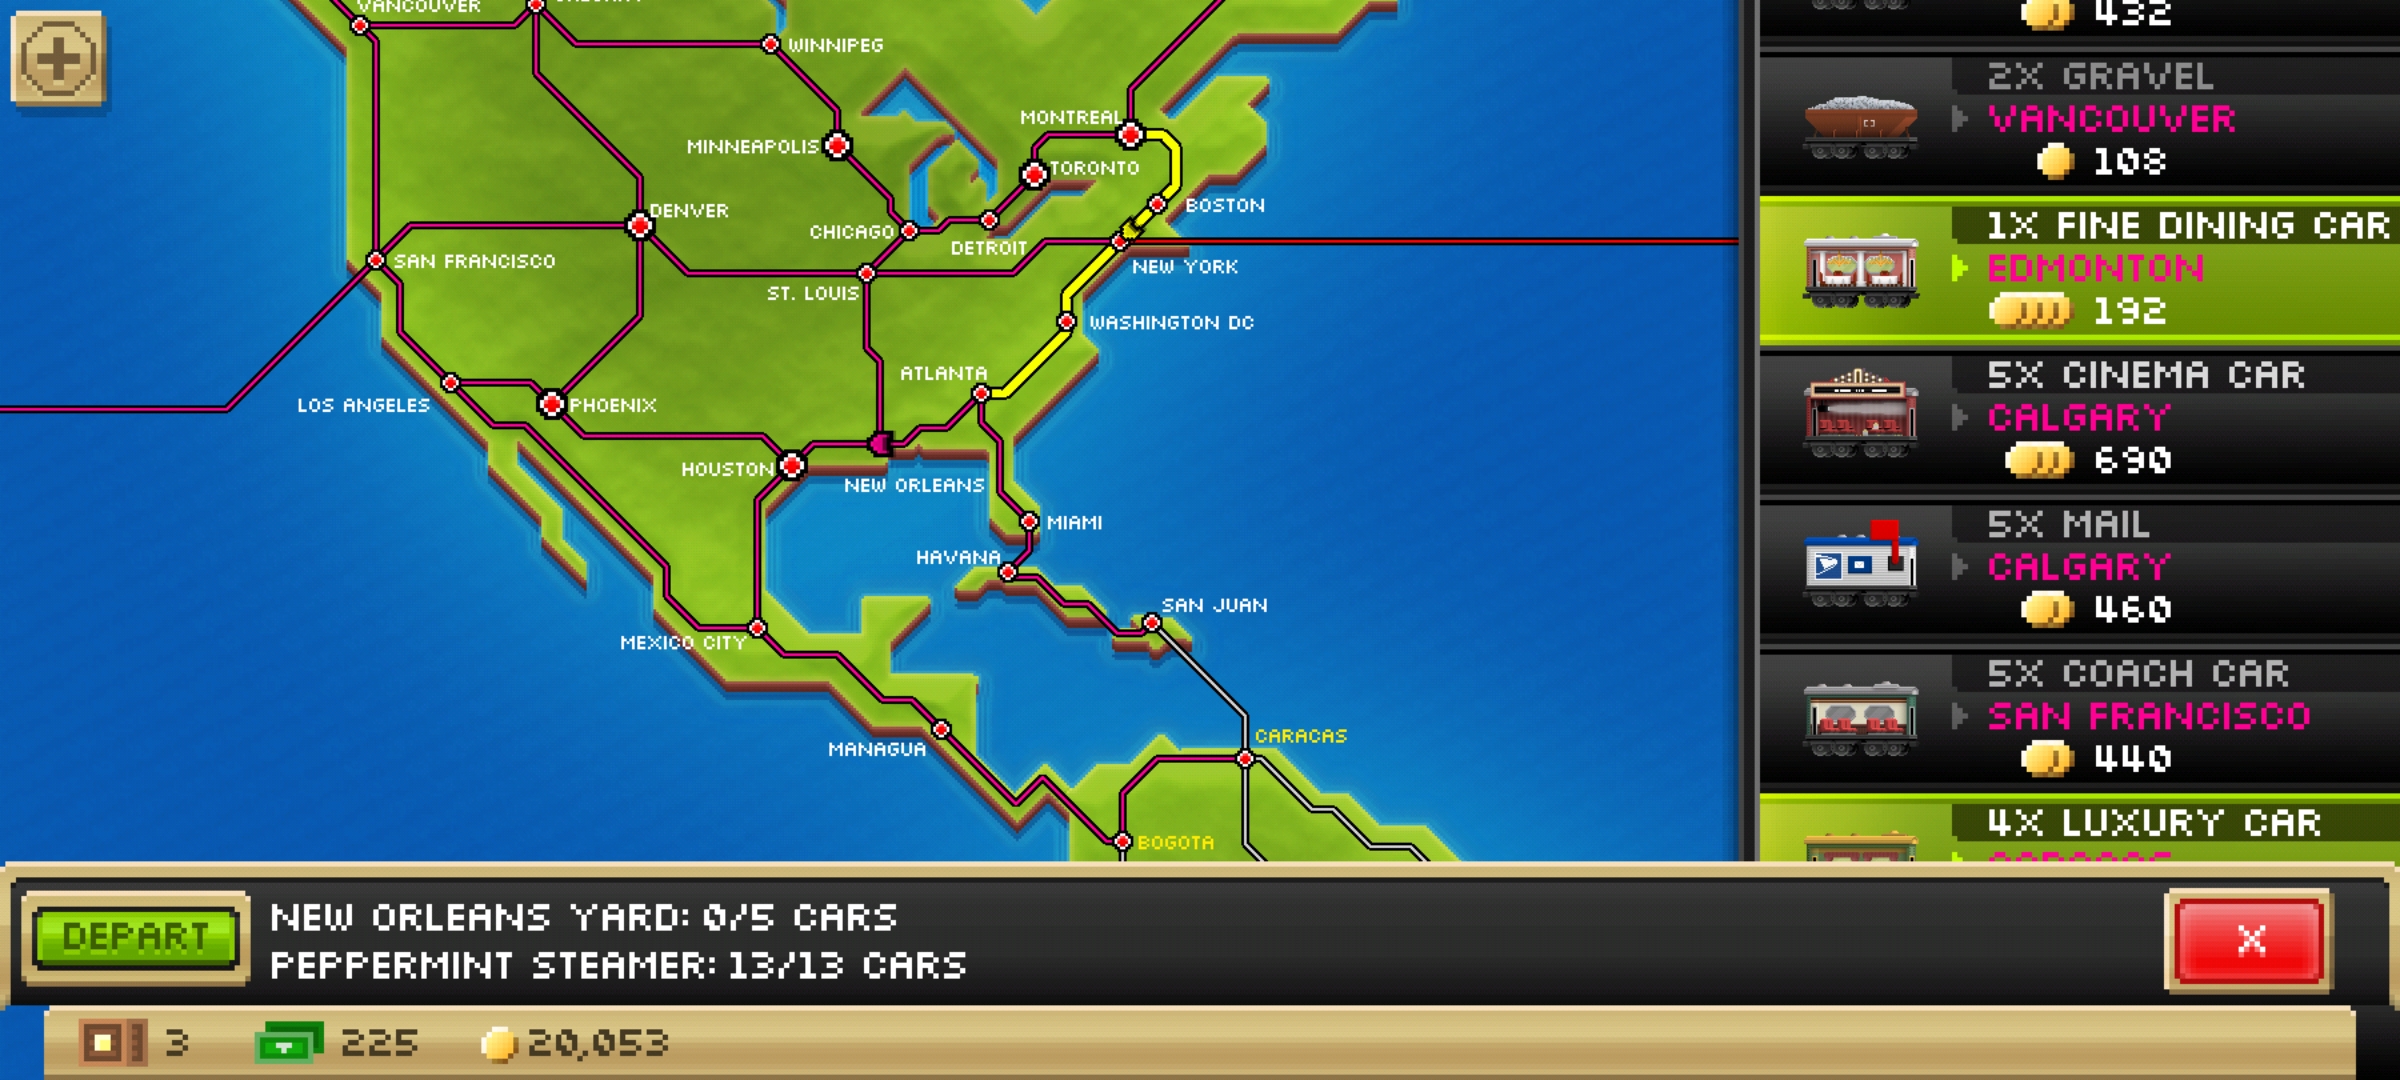 VANCOUVER
WINNIPEG
MONTREAL
MINNEAPOLIS
TORONTO
DENVER
BOSTON
CHICAGO
DETROIT
SAN FRANCISCO
NEW YORK
ST. LOUIS
WASHINGTON DC
ATLANTA
LOS ANGELES
PHOENIX
HOUSTON
NEW ORLEANS
MIAMI
HAVANA
SAN JUAN
MEXICO CITY
CARACAS
MANAGUA
BOGOTA
432
2X GRAVEL
VANCOUVER
108
1X FINE DINING CAR
EDMONTON
192
5X CINEMA CAR
CALGARY
690
5X MAIL
CALGARY
460
5X COACH CAR
SAN FRANCISCO
440
4X LUXURY CAR
DEPART
NEW ORLEANS YARD: 0/5 CARS
PEPPERMINT STEAMER: 13/13 CARS
X
3
225
20,053